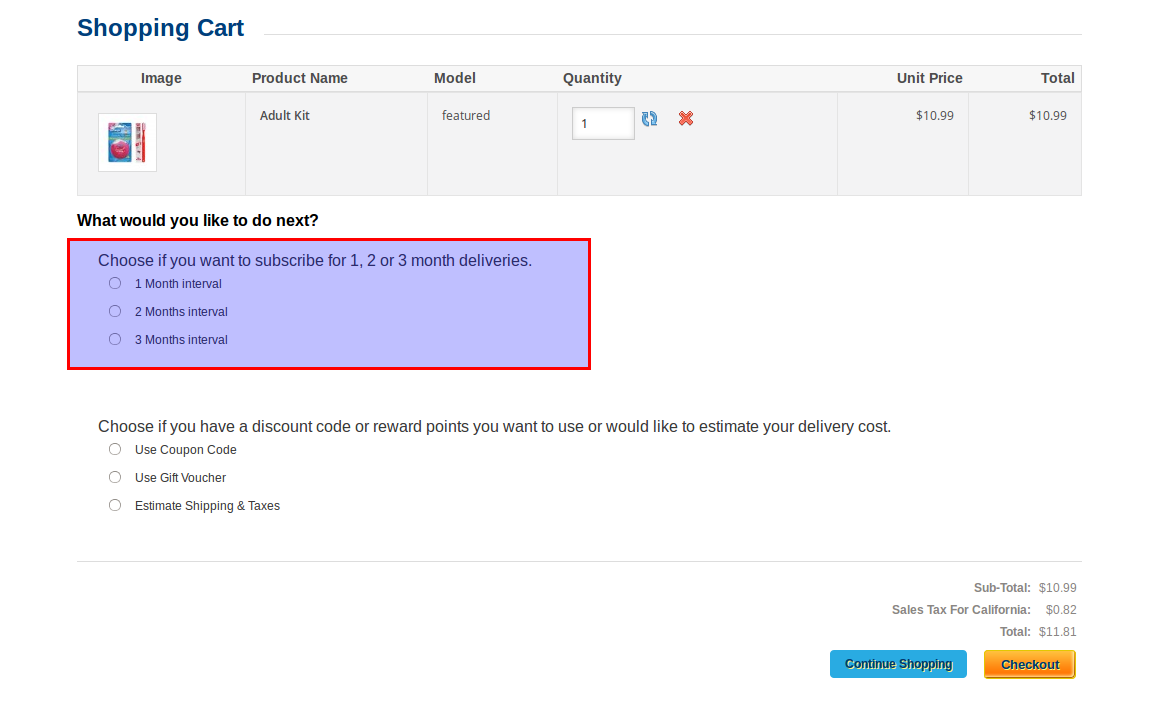 Shopping Cart
Image Product Name Model Quantity Unit Price Total
Adult Kit featured 1 $10.99 $10.99
What would you like to do next?
Choose if you want to subscribe for 1, 2 or 3 month deliveries.
1 Month interval
2 Months interval
3 Months interval
Choose if you have a discount code or reward points you want to use or would like to estimate your delivery cost.
Use Coupon Code
Use Gift Voucher
Estimate Shipping & Taxes
Sub-Total: $10.99
Sales Tax For California: $0.82
Total: $11.81
Continue Shopping Checkout